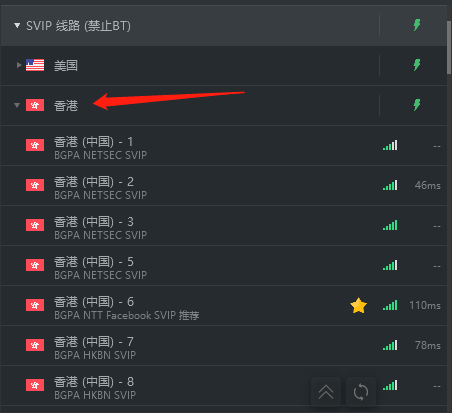 SVIP 线路 (禁止BT)
美国
香港
香港 (中国) - 1
BGPA NETSEC SVIP
--
香港 (中国) - 2
BGPA NETSEC SVIP
46ms
香港 (中国) - 3
BGPA NETSEC SVIP
--
香港 (中国) - 5
BGPA NETSEC SVIP
--
香港 (中国) - 6
BGPA NTT Facebook SVIP 推荐
110ms
香港 (中国) - 7
BGPA HKBN SVIP
78ms
香港 (中国) - 8
BGPA HKBN SVIP
--